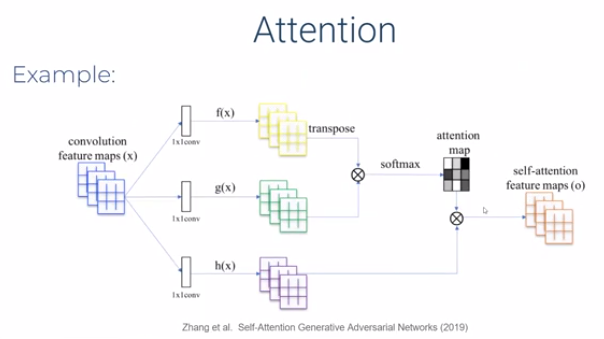 Attention
Example:
convolution
feature maps (x)
1x1conv
f(x)
transpose
1x1conv
g(x)
softmax
attention
map
self-attention
feature maps (o)
1x1conv
h(x)
Zhang et al. Self-Attention Generative Adversarial Networks (2019)